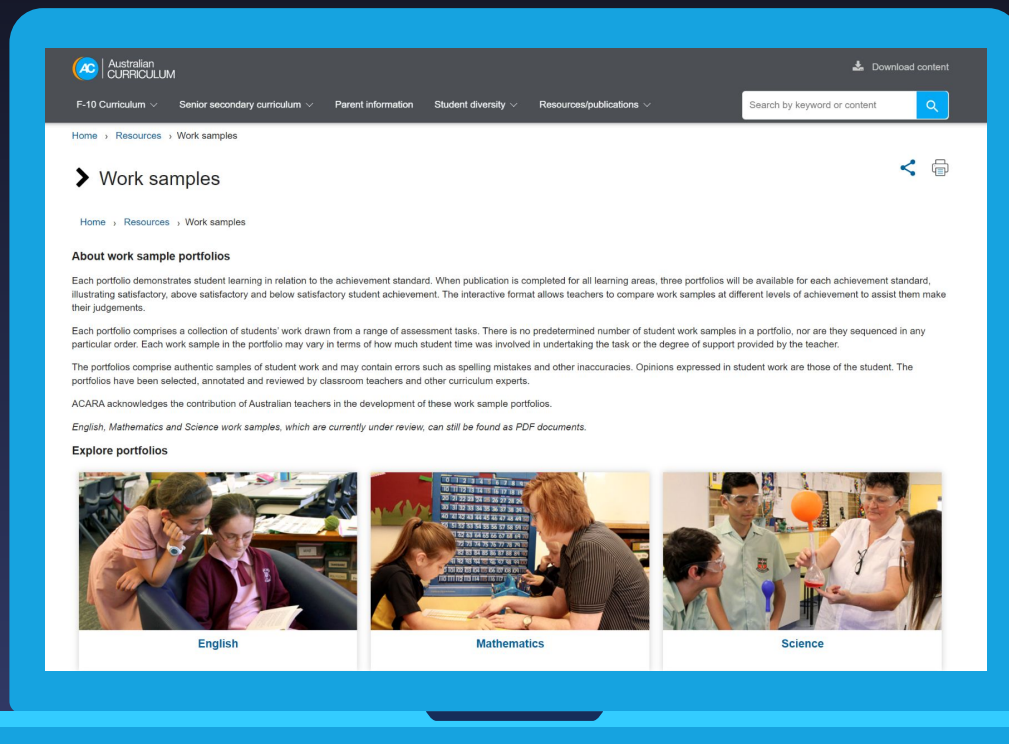 AC
Australian
CURRICULUM
Download content
F-10 Curriculum
Senior secondary curriculum
Parent information
Student diversity
Resources/publications
Search by keyword or content
Home › Resources › Work samples
Work samples
Home › Resources › Work samples
About work sample portfolios
Each portfolio demonstrates student learning in relation to the achievement standard. When publication is completed for all learning areas, three portfolios will be available for each achievement standard,
illustrating satisfactory, above satisfactory and below satisfactory student achievement. The interactive format allows teachers to compare work samples at different levels of achievement to assist them make
their judgements.
Each portfolio comprises a collection of students' work drawn from a range of assessment tasks. There is no predetermined number of student work samples in a portfolio, nor are they sequenced in any
particular order. Each work sample in the portfolio may vary in terms of how much student time was involved in undertaking the task or the degree of support provided by the teacher.
The portfolios comprise authentic samples of student work and may contain errors such as spelling mistakes and other inaccuracies. Opinions expressed in student work are those of the student. The
portfolios have been selected, annotated and reviewed by classroom teachers and other curriculum experts.
ACARA acknowledges the contribution of Australian teachers in the development of these work sample portfolios.
English, Mathematics and Science work samples, which are currently under review, can still be found as PDF documents.
Explore portfolios
English
Mathematics
Science